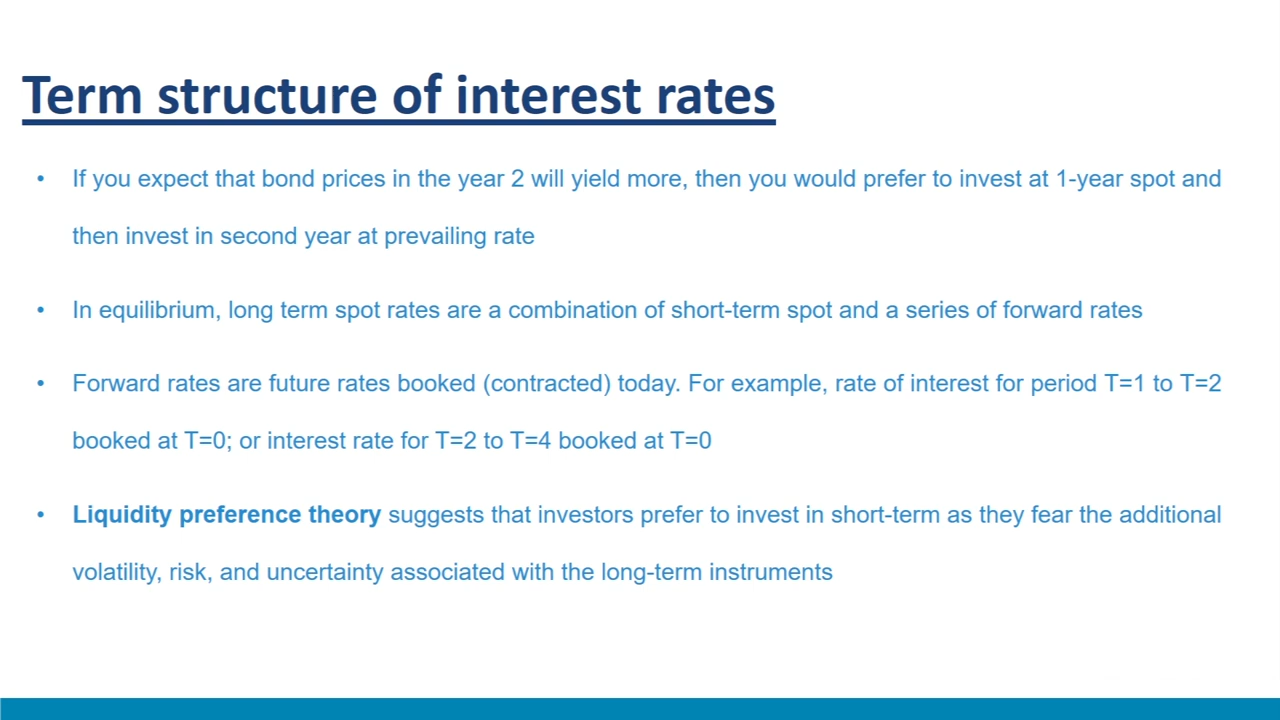 Term structure of interest rates
• If you expect that bond prices in the year 2 will yield more, then you would prefer to invest at 1-year spot and
then invest in second year at prevailing rate
• In equilibrium, long term spot rates are a combination of short-term spot and a series of forward rates
• Forward rates are future rates booked (contracted) today. For example, rate of interest for period T=1 to T=2
booked at T=0; or interest rate for T=2 to T=4 booked at T=0
• Liquidity preference theory suggests that investors prefer to invest in short-term as they fear the additional
volatility, risk, and uncertainty associated with the long-term instruments